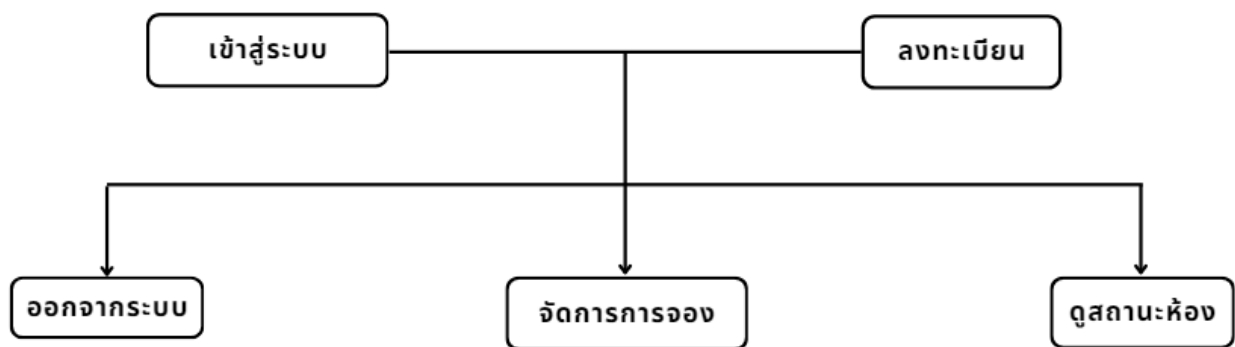 เข้าสู่ระบบ
ลงทะเบียน
ออกจากระบบ
จัดการการจอง
ดูสถานะห้อง